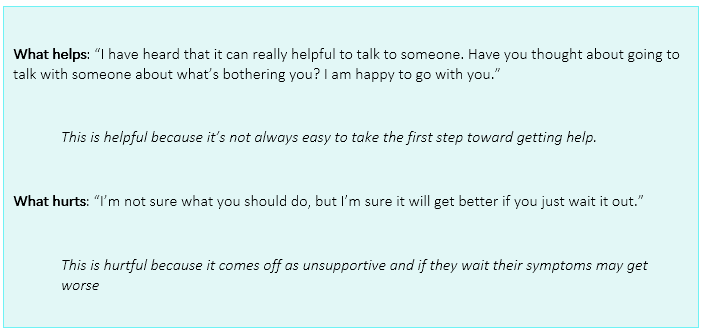 What helps: “I have heard that it can really helpful to talk to someone. Have you thought about going to
talk with someone about what’s bothering you? I am happy to go with you.”
This is helpful because it’s not always easy to take the first step toward getting help.
What hurts: “I’m not sure what you should do, but I’m sure it will get better if you just wait it out.”
This is hurtful because it comes off as unsupportive and if they wait their symptoms may get
worse